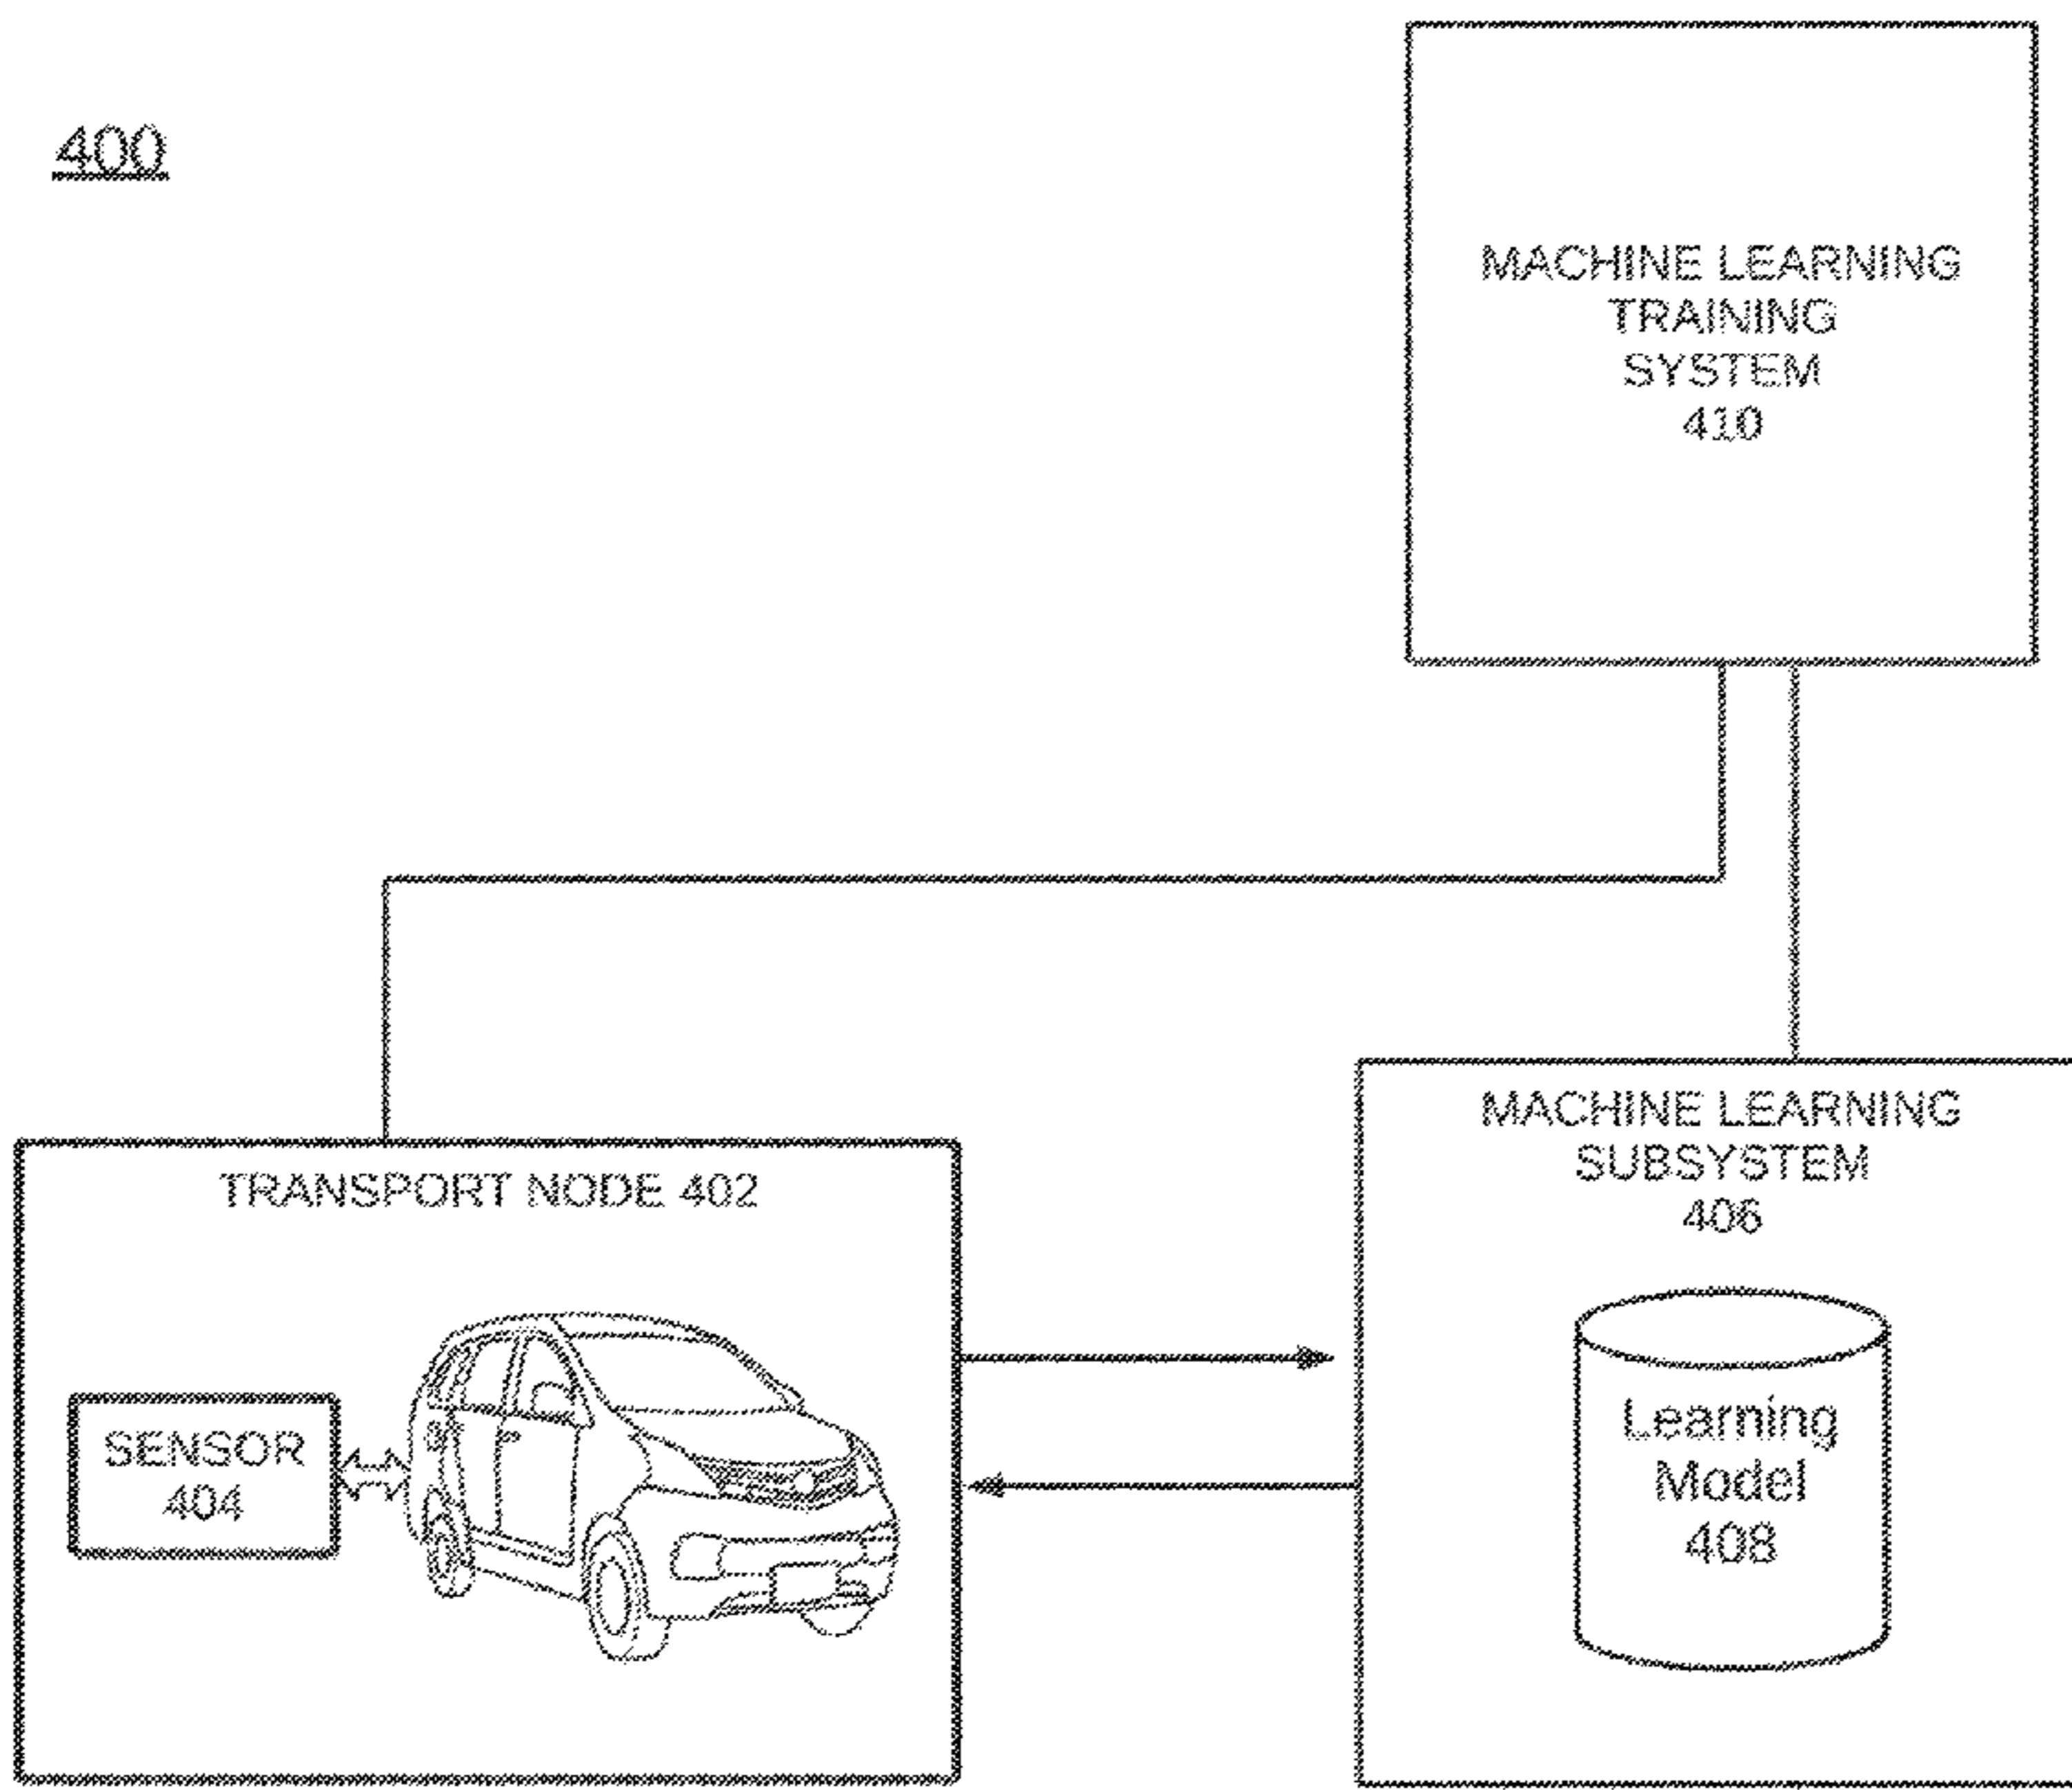 400
MACHINE LEARNING
TRAINING
SYSTEM
410
TRANSPORT NODE 402
SENSOR
404
MACHINE LEARNING
SUBSYSTEM
406
Learning
Model
408